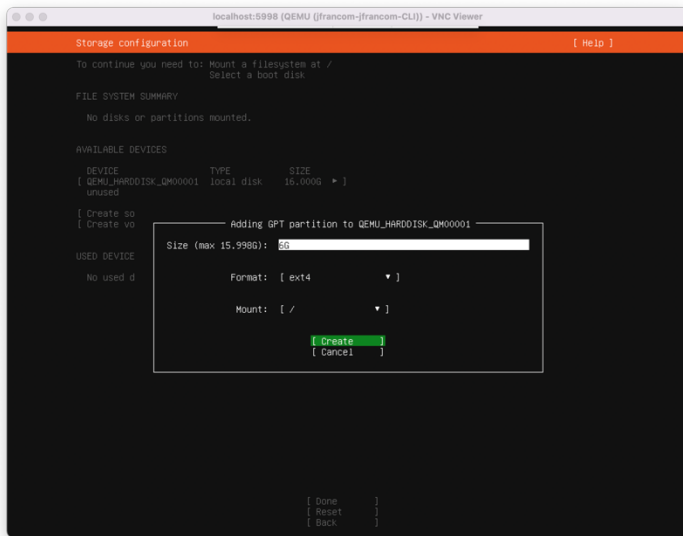 localhost:5998 (QEMU (jfrancom-jfrancom-CLI)) - VNC Viewer
Storage configuration [ Help ]
To continue you need to: Mount a filesystem at /
Select a boot disk
FILE SYSTEM SUMMARY
No disks or partitions mounted.
AVAILABLE DEVICES
DEVICE TYPE SIZE
[ QEMU_HARDDISK_QM00001 local disk 16.000G ▸ ]
unused
[ Create so
[ Create vo
USED DEVICE
No used d
Adding GPT partition to QEMU_HARDDISK_QM00001
Size (max 15.998G): 6G
Format: [ ext4 ▾ ]
Mount: [ / ▾ ]
[ Create ]
[ Cancel ]
[ Done ]
[ Reset ]
[ Back ]